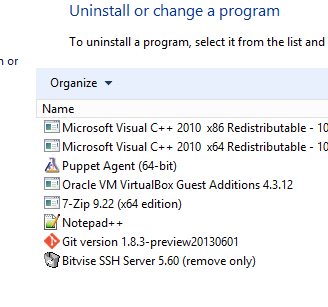 Uninstall or change a program
To uninstall a program, select it from the list and
n or
Organize
Name
Microsoft Visual C++ 2010 x86 Redistributable - 10
Microsoft Visual C++ 2010 x64 Redistributable - 10
Puppet Agent (64-bit)
Oracle VM VirtualBox Guest Additions 4.3.12
7-Zip 9.22 (x64 edition)
Notepad++
Git version 1.8.3-preview20130601
Bitvise SSH Server 5.60 (remove only)